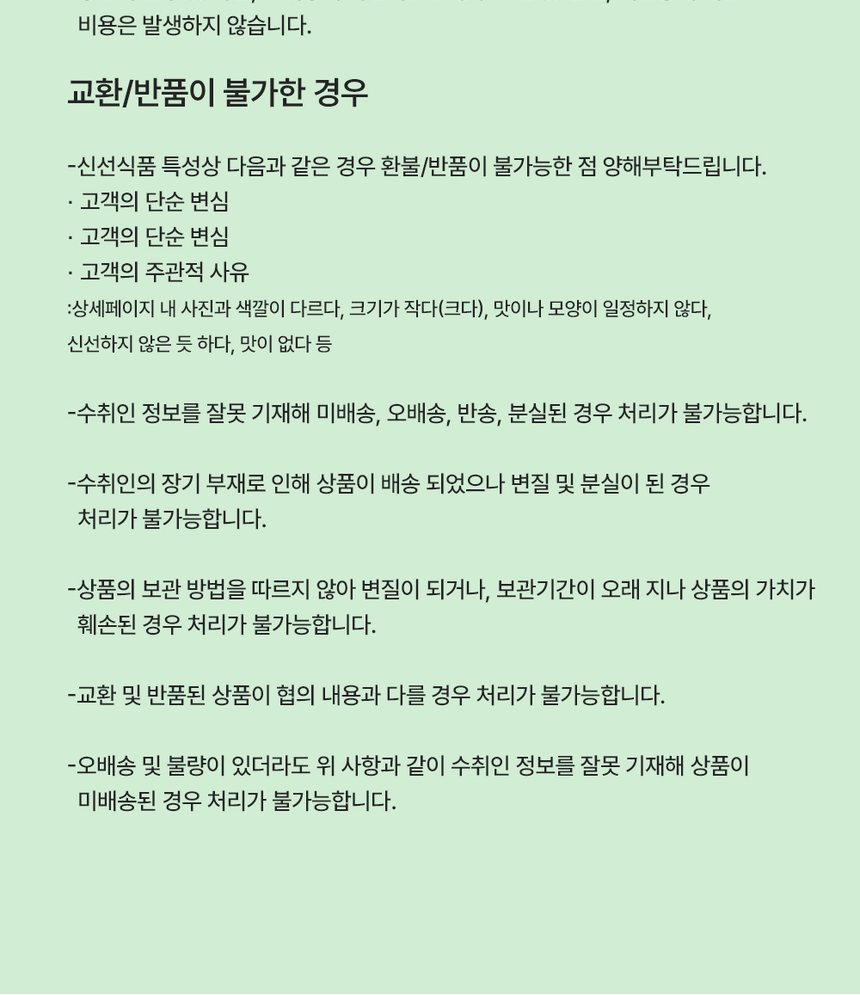 비용은 발생하지 않습니다.
교환/반품이 불가한 경우
-신선식품 특성상 다음과 같은 경우 환불/반품이 불가능한 점 양해부탁드립니다.
· 고객의 단순 변심
· 고객의 단순 변심
· 고객의 주관적 사유
:상세페이지 내 사진과 색깔이 다르다, 크기가 작다(크다), 맛이나 모양이 일정하지 않다,
신선하지 않은 듯 하다, 맛이 없다 등
-수취인 정보를 잘못 기재해 미배송, 오배송, 반송, 분실된 경우 처리가 불가능합니다.
-수취인의 장기 부재로 인해 상품이 배송 되었으나 변질 및 분실이 된 경우
처리가 불가능합니다.
-상품의 보관 방법을 따르지 않아 변질이 되거나, 보관기간이 오래 지나 상품의 가치가
훼손된 경우 처리가 불가능합니다.
-교환 및 반품된 상품이 협의 내용과 다를 경우 처리가 불가능합니다.
-오배송 및 불량이 있더라도 위 사항과 같이 수취인 정보를 잘못 기재해 상품이
미배송된 경우 처리가 불가능합니다.